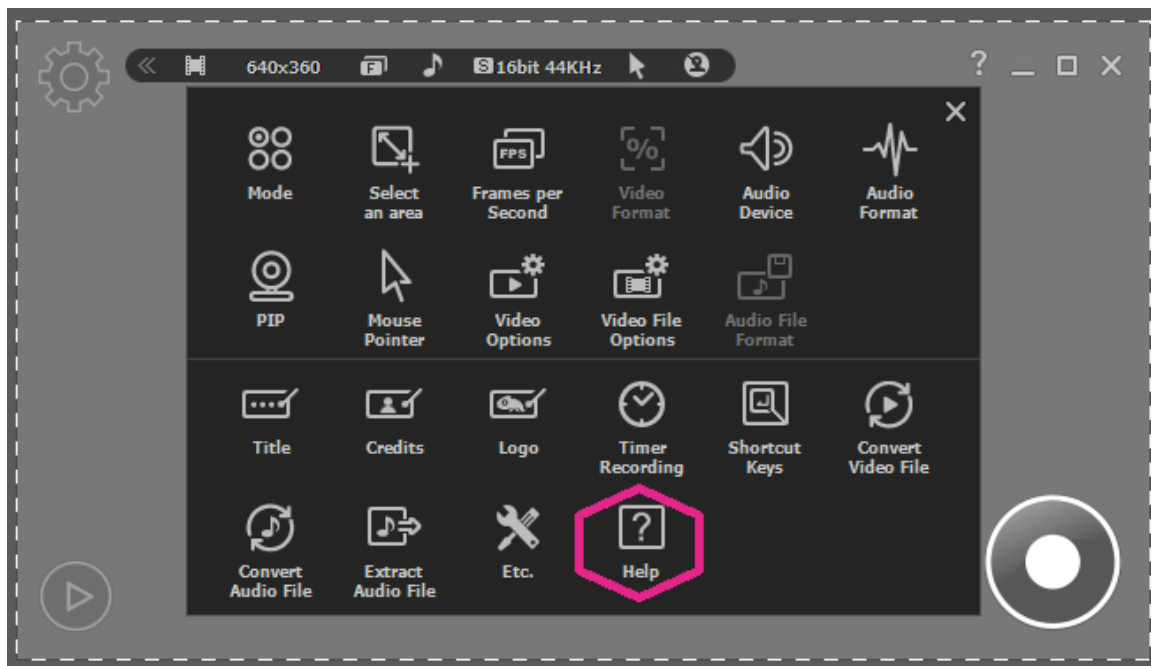 640x360 F S 16bit 44KHz
?
Mode
Select
an area
FPS
Frames per
Second
%
Video
Format
Audio
Device
Audio
Format
PIP
Mouse
Pointer
Video
Options
Video File
Options
Audio File
Format
Title
Credits
Logo
Timer
Recording
Shortcut
Keys
Convert
Video File
Convert
Audio File
Extract
Audio File
Etc.
?
Help